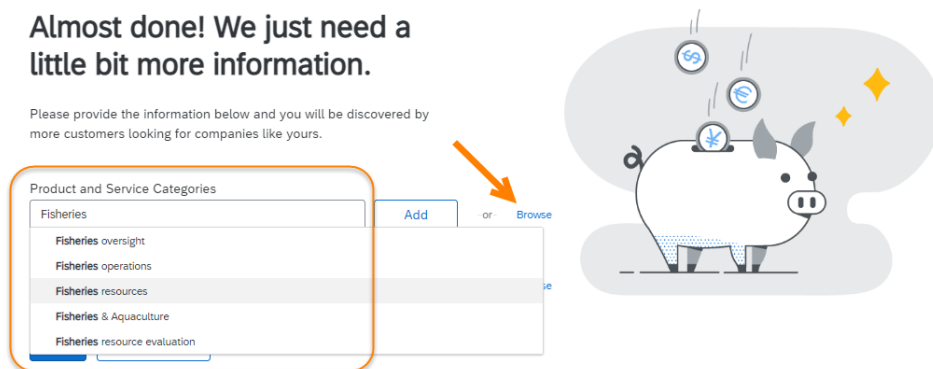 Almost done! We just need a
little bit more information.
Please provide the information below and you will be discovered by
more customers looking for companies like yours.
Product and Service Categories
Fisheries
Add
- or -
Browse
Fisheries oversight
Fisheries operations
Fisheries resources
Fisheries & Aquaculture
Fisheries resource evaluation
$
€
¥